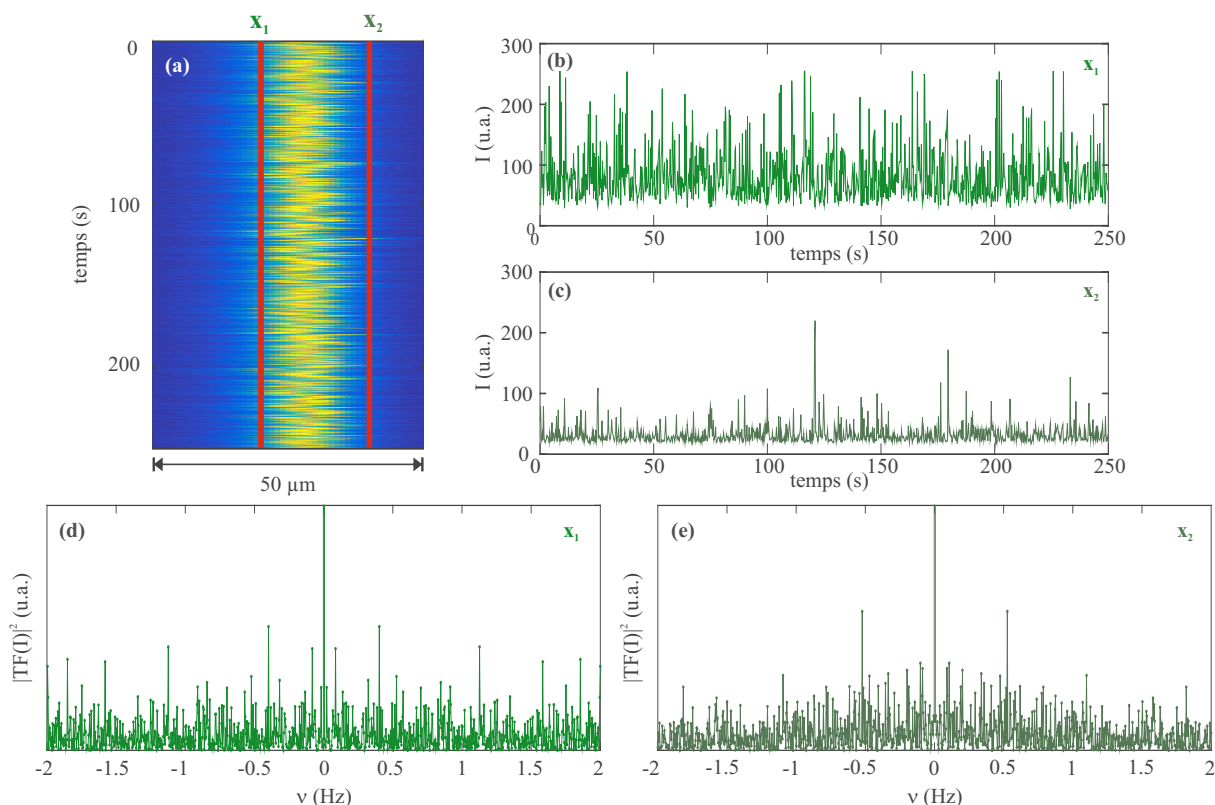 x₁ x₂
(a)
0
100
200
temps (s)
50 µm
(b)
x₁
300
200
100
0
I (u.a.)
0 50 100 150 200 250
temps (s)
(c)
x₂
300
200
100
0
I (u.a.)
0 50 100 150 200 250
temps (s)
(d)
x₁
|TF(I)|² (u.a.)
-2 -1.5 -1 -0.5 0 0.5 1 1.5 2
ν (Hz)
(e)
x₂
|TF(I)|² (u.a.)
-2 -1.5 -1 -0.5 0 0.5 1 1.5 2
ν (Hz)